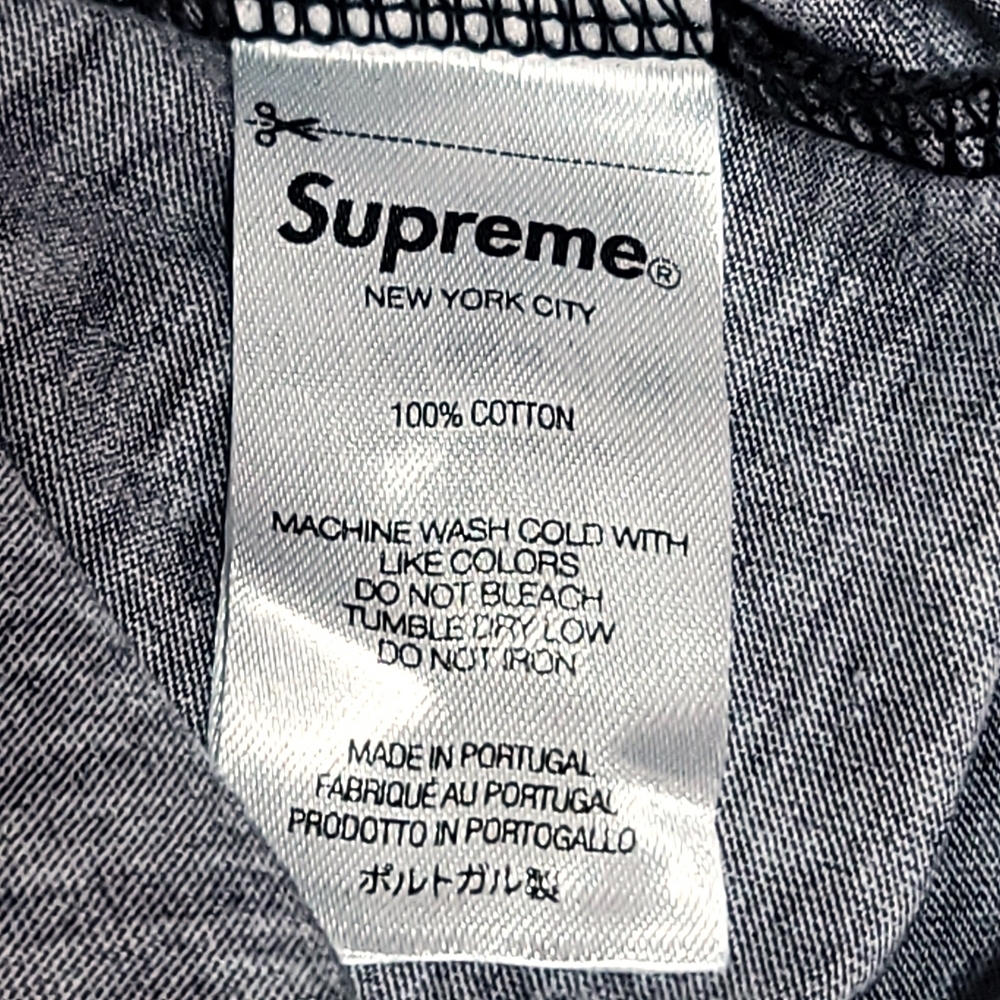 Supreme®
NEW YORK CITY
100% COTTON
MACHINE WASH COLD WITH
LIKE COLORS
DO NOT BLEACH
TUMBLE DRY LOW
DO NOT IRON
MADE IN PORTUGAL
FABRIQUÉ AU PORTUGAL
PRODOTTO IN PORTOGALLO
ポルトガル製